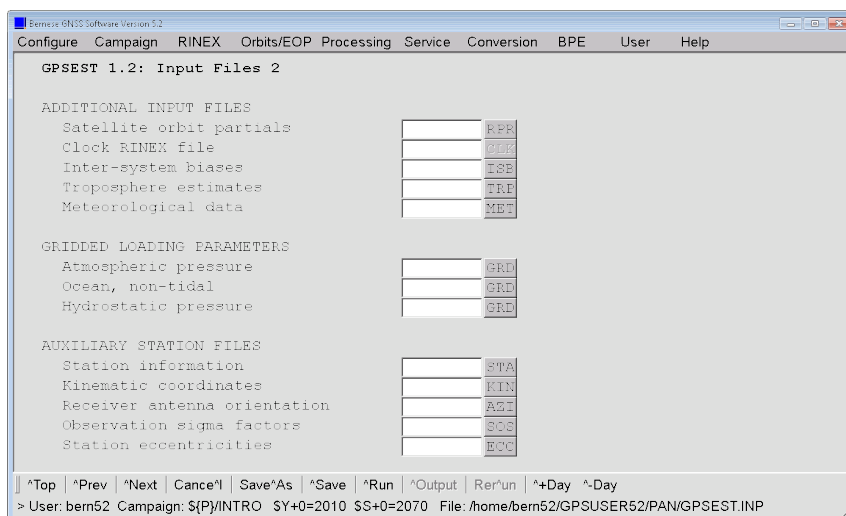 Bernese GNSS Software Version 5.2
Configure Campaign RINEX Orbits/EOP Processing Service Conversion BPE User Help
GPSEST 1.2: Input Files 2
ADDITIONAL INPUT FILES
Satellite orbit partials RPR
Clock RINEX file CLK
Inter-system biases ISB
Troposphere estimates TRP
Meteorological data MET
GRIDDED LOADING PARAMETERS
Atmospheric pressure GRD
Ocean, non-tidal GRD
Hydrostatic pressure GRD
AUXILIARY STATION FILES
Station information STA
Kinematic coordinates KIN
Receiver antenna orientation AZI
Observation sigma factors SOS
Station eccentricities ECC
^Top ^Prev ^Next Cance^l Save^As ^Save ^Run ^Output Rer^un ^+Day ^-Day
> User: bern52 Campaign: ${P}/INTRO $Y+0=2010 $S+0=2070 File: /home/bern52/GPSUSER52/PAN/GPSEST.INP